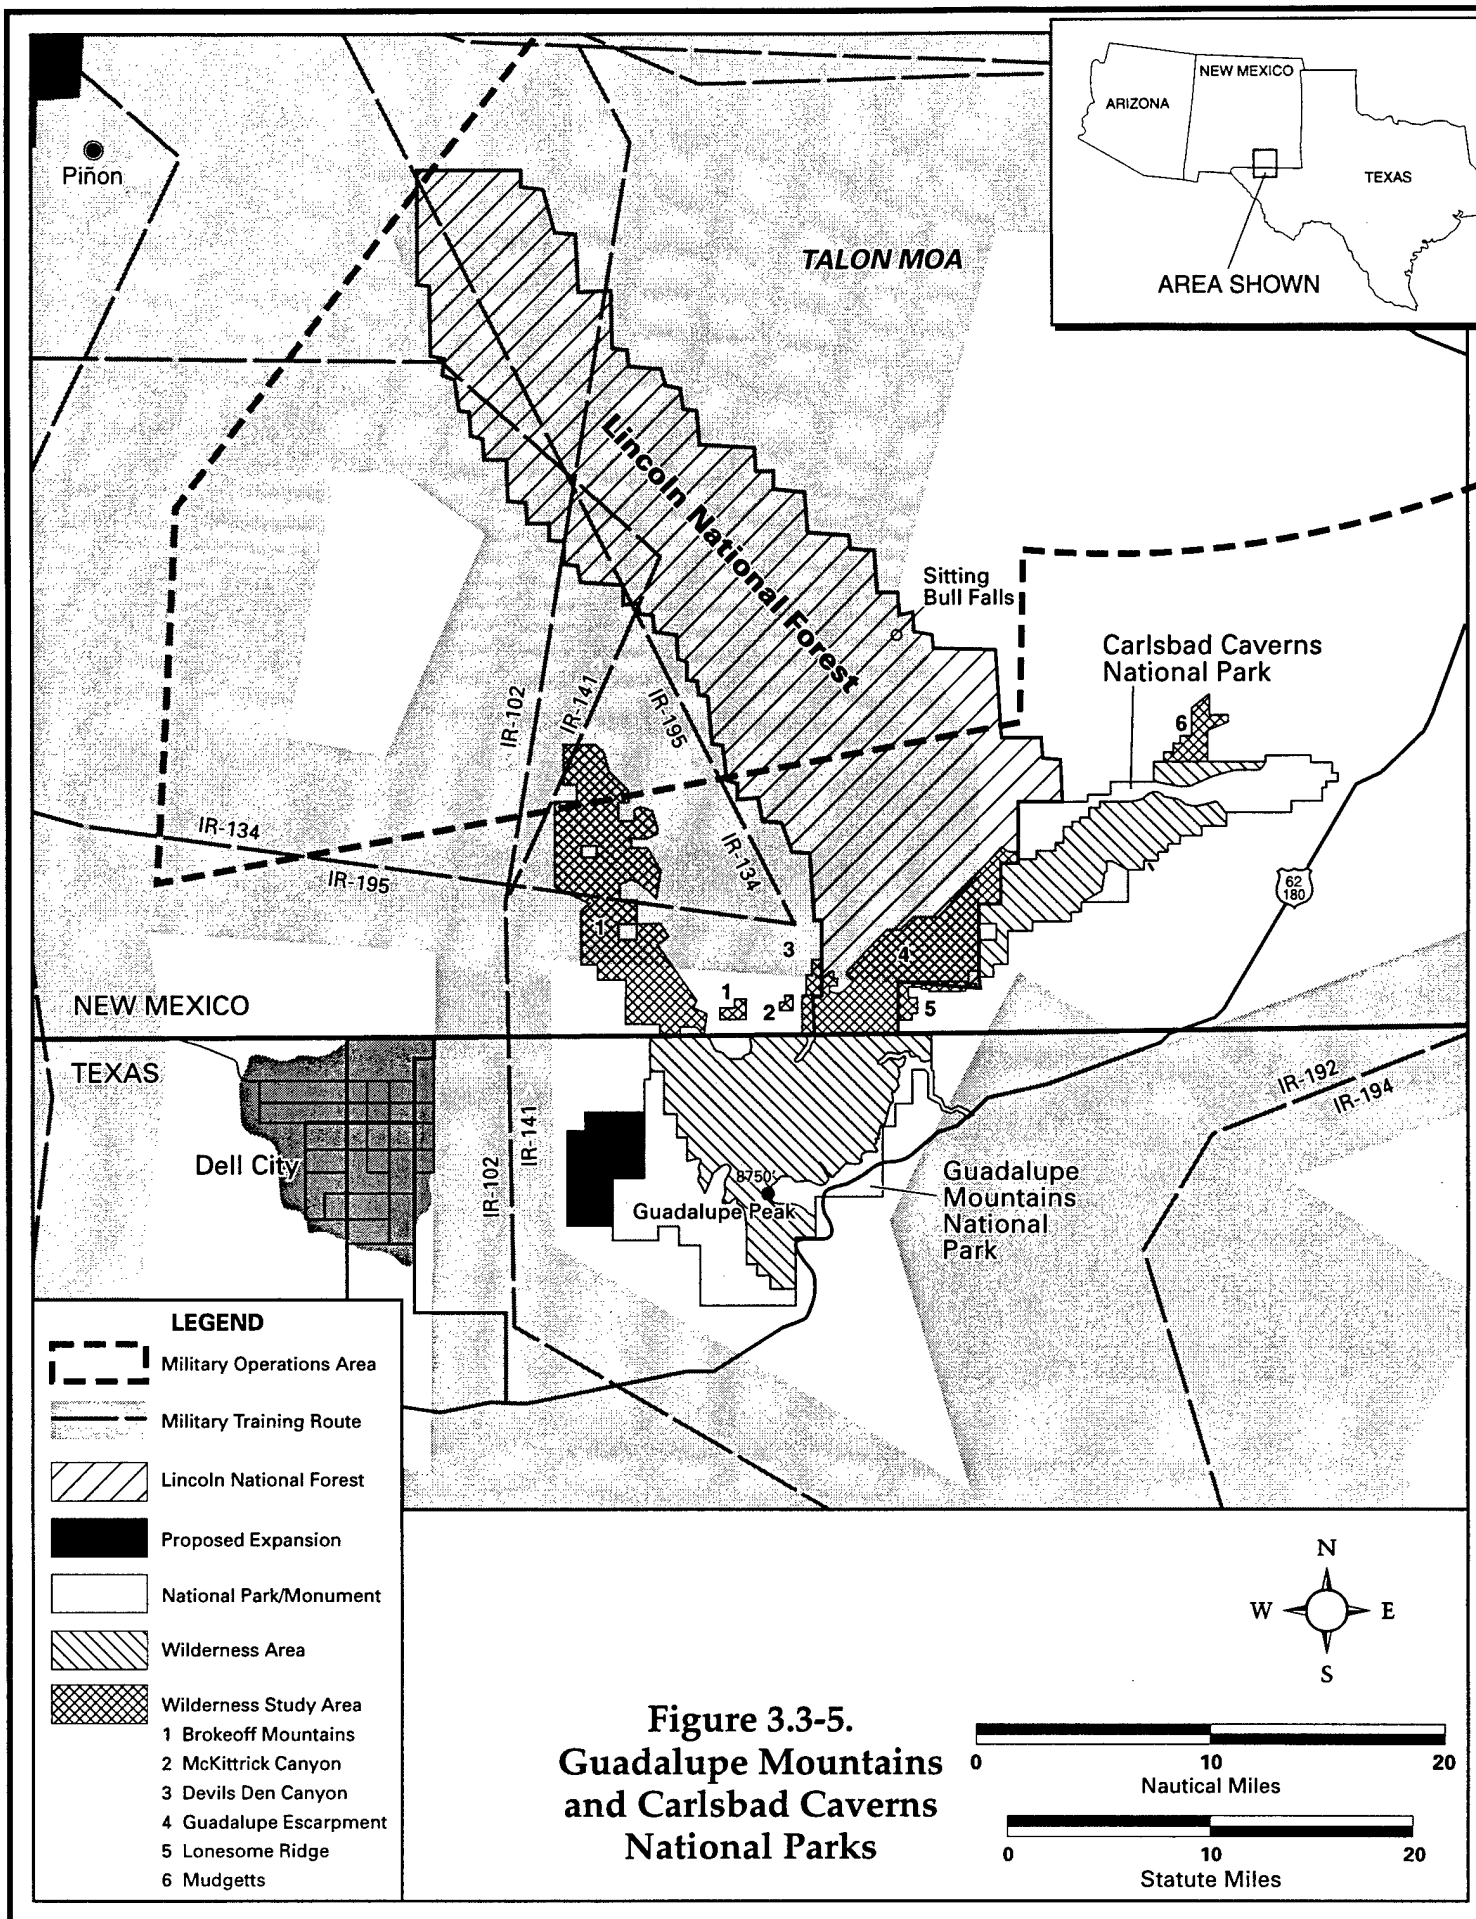 NEW MEXICO
ARIZONA
TEXAS
AREA SHOWN
Piñon
TALON MOA
Lincoln National Forest
Sitting
Bull Falls
Carlsbad Caverns
National Park
6
IR-102
IR-141
IR-195
IR-134
IR-195
IR-134
62
180
1
3
4
1
2
5
NEW MEXICO
TEXAS
IR-192
IR-194
Dell City
IR-102
IR-141
8750'
Guadalupe Peak
Guadalupe
Mountains
National
Park
LEGEND
Military Operations Area
Military Training Route
Lincoln National Forest
Proposed Expansion
National Park/Monument
Wilderness Area
Wilderness Study Area
1 Brokeoff Mountains
2 McKittrick Canyon
3 Devils Den Canyon
4 Guadalupe Escarpment
5 Lonesome Ridge
6 Mudgetts
N
W E
S
Figure 3.3-5.
Guadalupe Mountains
and Carlsbad Caverns
National Parks
0 10 20
Nautical Miles
0 10 20
Statute Miles